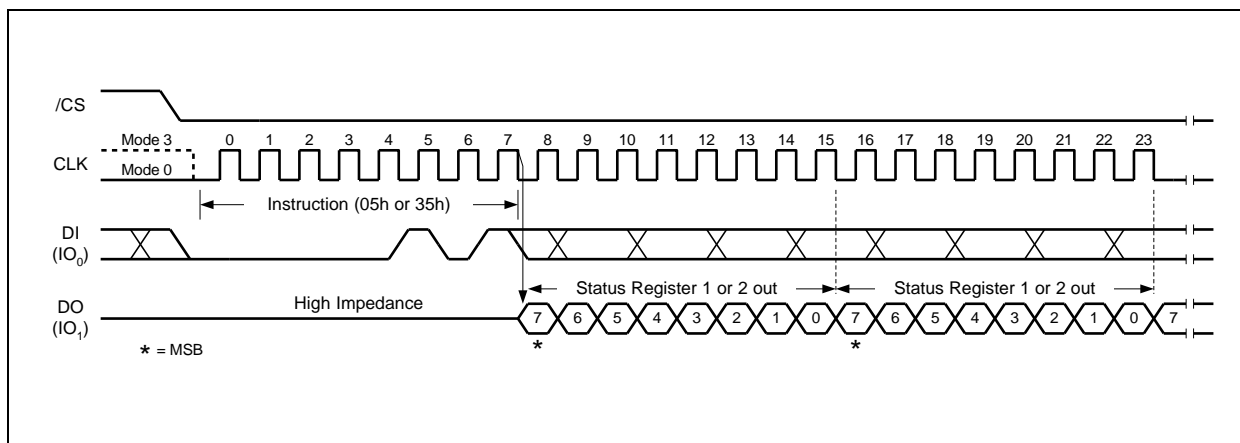 /CS
Mode 3 0 1 2 3 4 5 6 7 8 9 10 11 12 13 14 15 16 17 18 19 20 21 22 23
CLK
Mode 0
Instruction (05h or 35h)
DI
(IO0)
Status Register 1 or 2 out Status Register 1 or 2 out
High Impedance
DO
(IO1)
7 6 5 4 3 2 1 0 7 6 5 4 3 2 1 0 7
* *
* = MSB